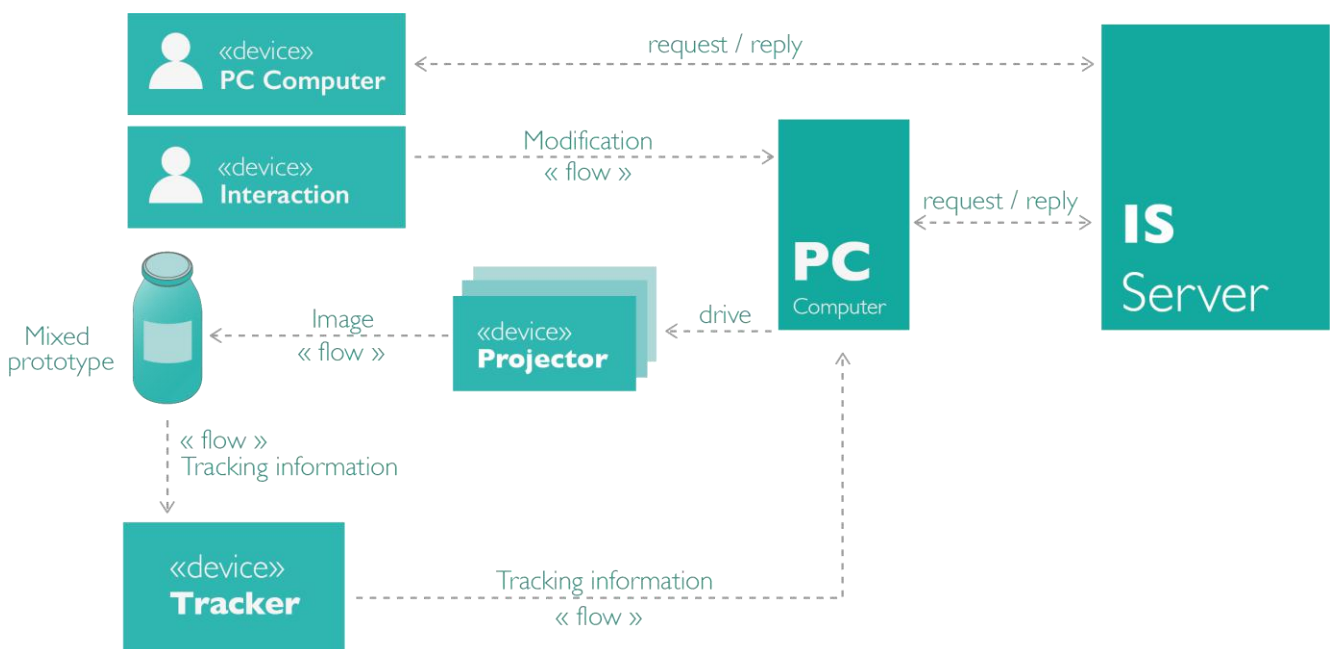 «device»
PC Computer
request / reply
«device»
Interaction
Modification
« flow »
PC
Computer
request / reply
IS
Server
Mixed
prototype
Image
« flow »
«device»
Projector
drive
« flow »
Tracking information
«device»
Tracker
Tracking information
« flow »